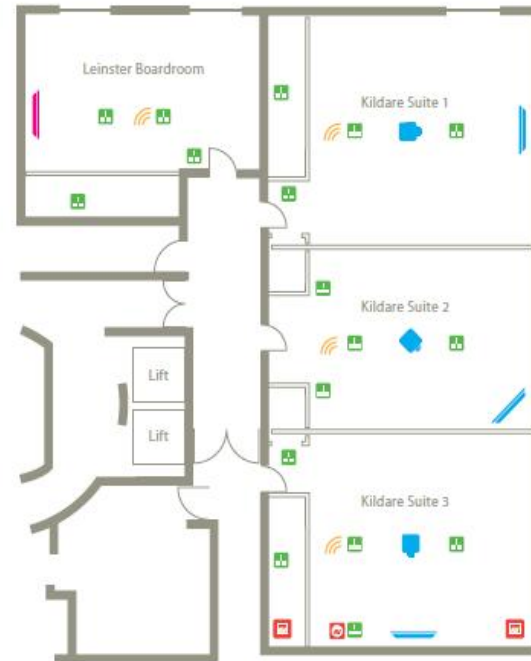 Leinster Boardroom
Kildare Suite 1
Kildare Suite 2
Lift
Lift
Kildare Suite 3